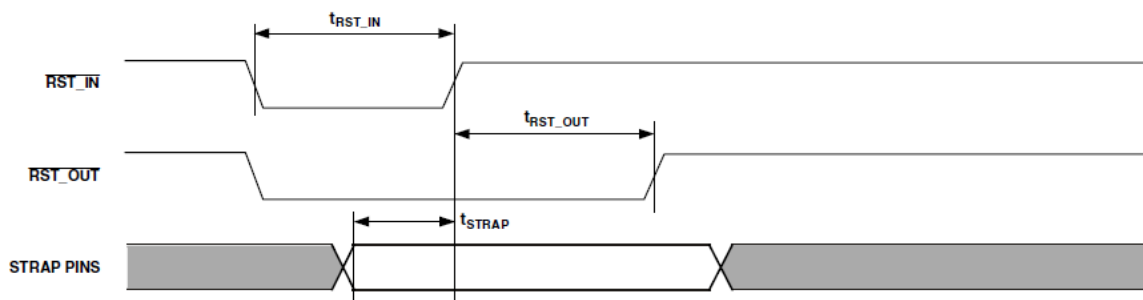 tRST_IN
RST_IN
tRST_OUT
RST_OUT
tSTRAP
STRAP PINS